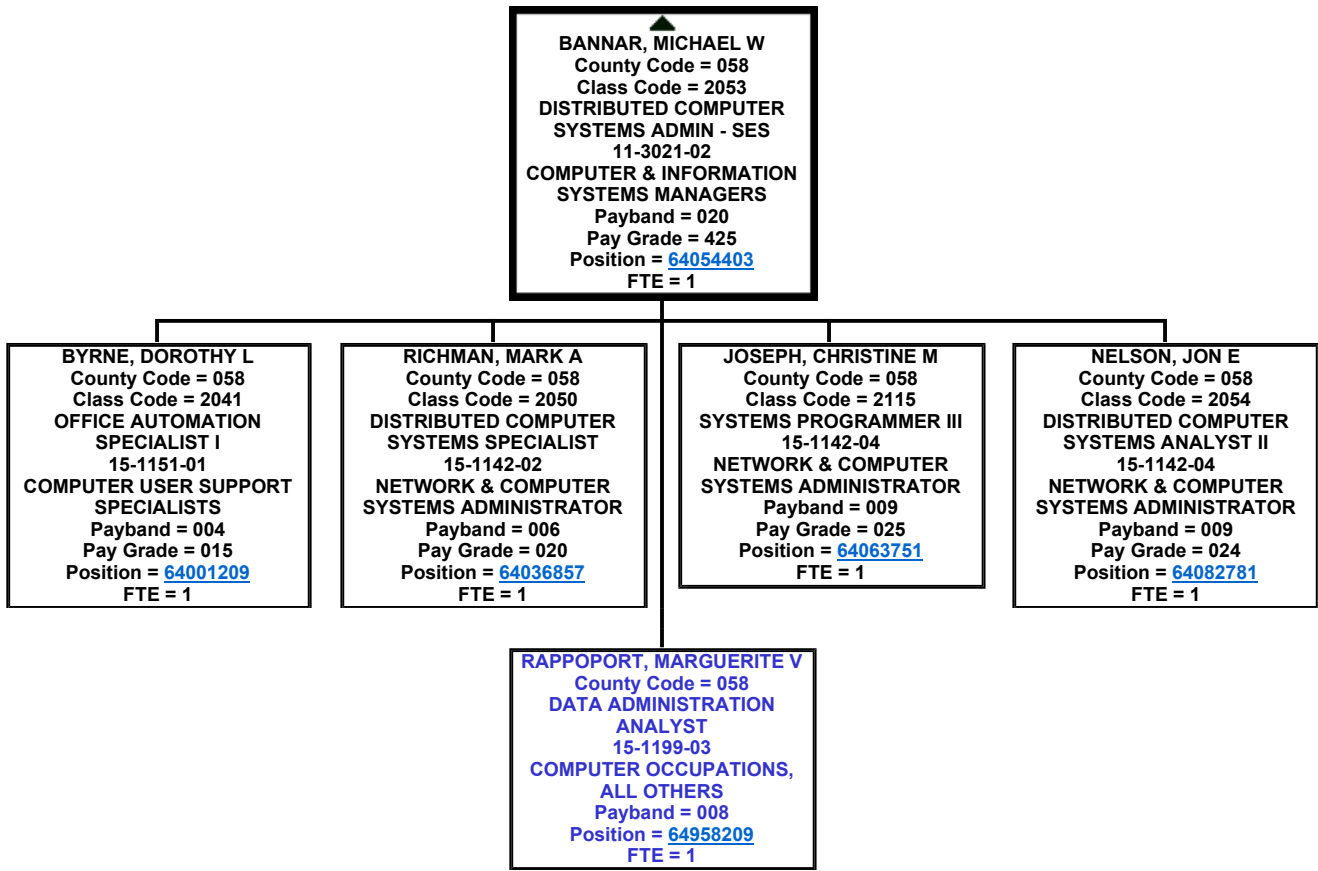 BANNAR, MICHAEL W
County Code = 058
Class Code = 2053
DISTRIBUTED COMPUTER
SYSTEMS ADMIN - SES
11-3021-02
COMPUTER & INFORMATION
SYSTEMS MANAGERS
Payband = 020
Pay Grade = 425
Position = 64054403
FTE = 1
BYRNE, DOROTHY L
County Code = 058
Class Code = 2041
OFFICE AUTOMATION
SPECIALIST I
15-1151-01
COMPUTER USER SUPPORT
SPECIALISTS
Payband = 004
Pay Grade = 015
Position = 64001209
FTE = 1
RICHMAN, MARK A
County Code = 058
Class Code = 2050
DISTRIBUTED COMPUTER
SYSTEMS SPECIALIST
15-1142-02
NETWORK & COMPUTER
SYSTEMS ADMINISTRATOR
Payband = 006
Pay Grade = 020
Position = 64036857
FTE = 1
JOSEPH, CHRISTINE M
County Code = 058
Class Code = 2115
SYSTEMS PROGRAMMER III
15-1142-04
NETWORK & COMPUTER
SYSTEMS ADMINISTRATOR
Payband = 009
Pay Grade = 025
Position = 64063751
FTE = 1
NELSON, JON E
County Code = 058
Class Code = 2054
DISTRIBUTED COMPUTER
SYSTEMS ANALYST II
15-1142-04
NETWORK & COMPUTER
SYSTEMS ADMINISTRATOR
Payband = 009
Pay Grade = 024
Position = 64082781
FTE = 1
RAPPOPORT, MARGUERITE V
County Code = 058
DATA ADMINISTRATION
ANALYST
15-1199-03
COMPUTER OCCUPATIONS,
ALL OTHERS
Payband = 008
Position = 64958209
FTE = 1